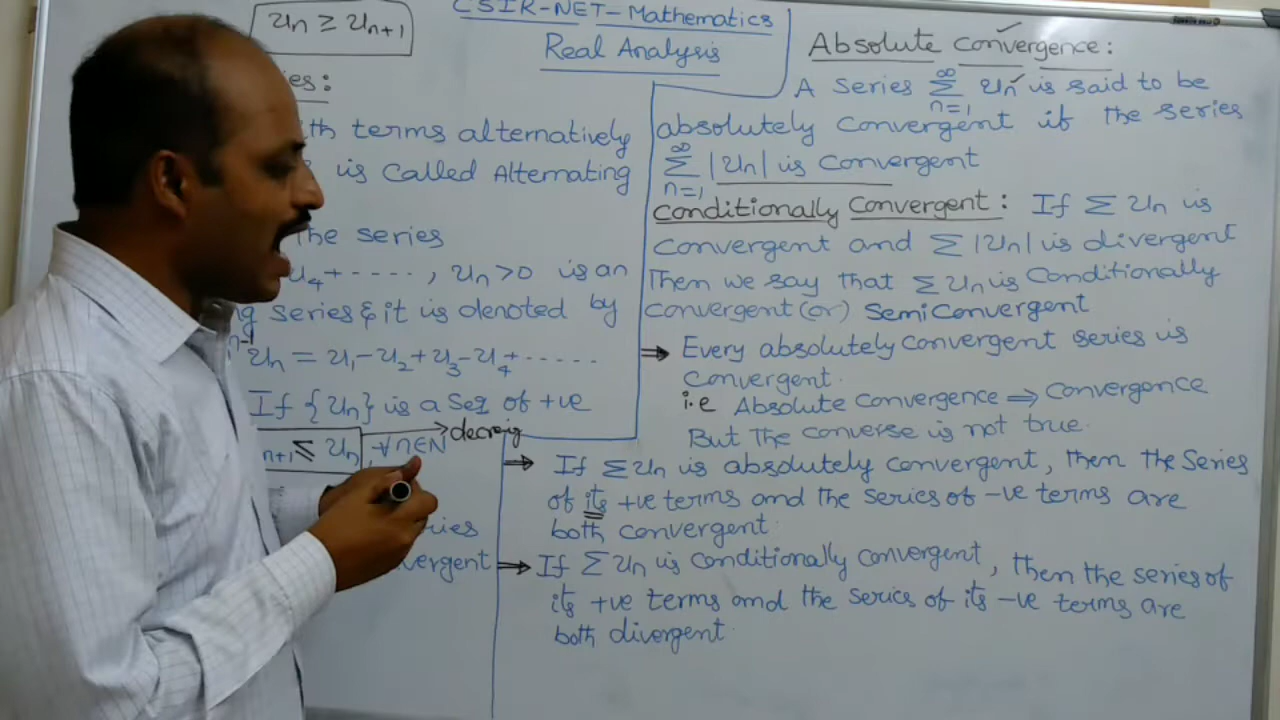 un ≥ un+1
CSIR-NET-Mathematics
Real Analysis
ies:
ith terms alternatively
is called Alternating
the series
u4 + ----- , un > 0 is an
ng series & it is denoted by
n-1 un = u1 - u2 + u3 - u4 + ------
If {un} is a Seq of +ve
n+1 ≤ un ∀ n∈N
ries
vergent
Absolute convergence:
A series ∞ Σ n=1 un is said to be
absolutely convergent if the series
∞ Σ n=1 |un| is convergent
Conditionally Convergent: If Σ un is
convergent and Σ |un| is divergent
Then we say that Σ un is Conditionally
convergent (or) Semi Convergent
⇒ Every absolutely convergent series is
convergent.
i.e Absolute Convergence ⇒ Convergence
But The converse is not true.
⇒ If Σ un is absolutely convergent, then the series
of its +ve terms and the series of -ve terms are
both convergent.
⇒ If Σ un is conditionally convergent, then the series of
its +ve terms and the series of its -ve terms are
both divergent.